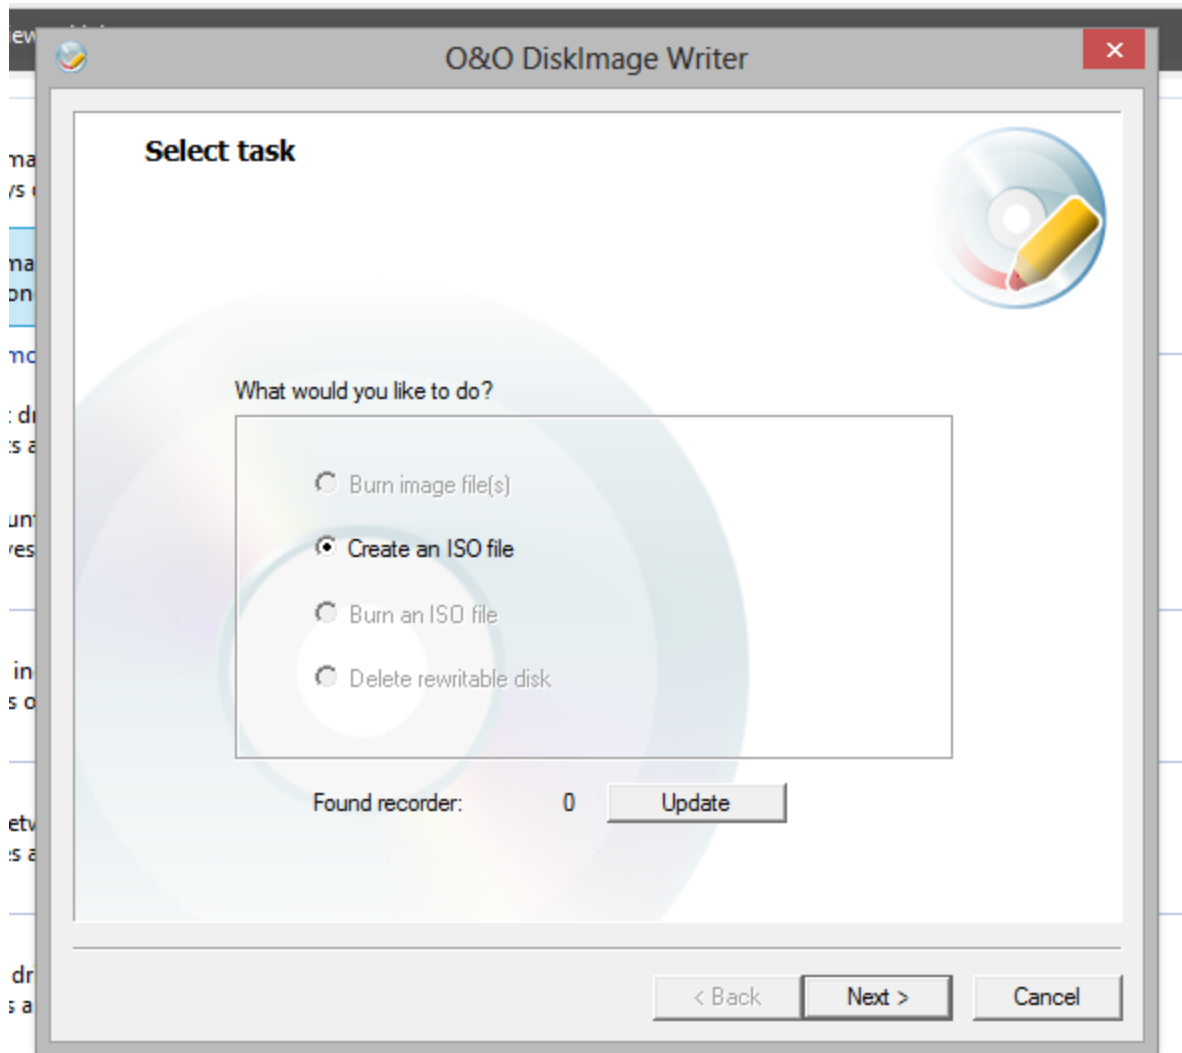 O&O DiskImage Writer
Select task
What would you like to do?
Burn image file(s)
Create an ISO file
Burn an ISO file
Delete rewritable disk
Found recorder: 0 Update
< Back Next > Cancel